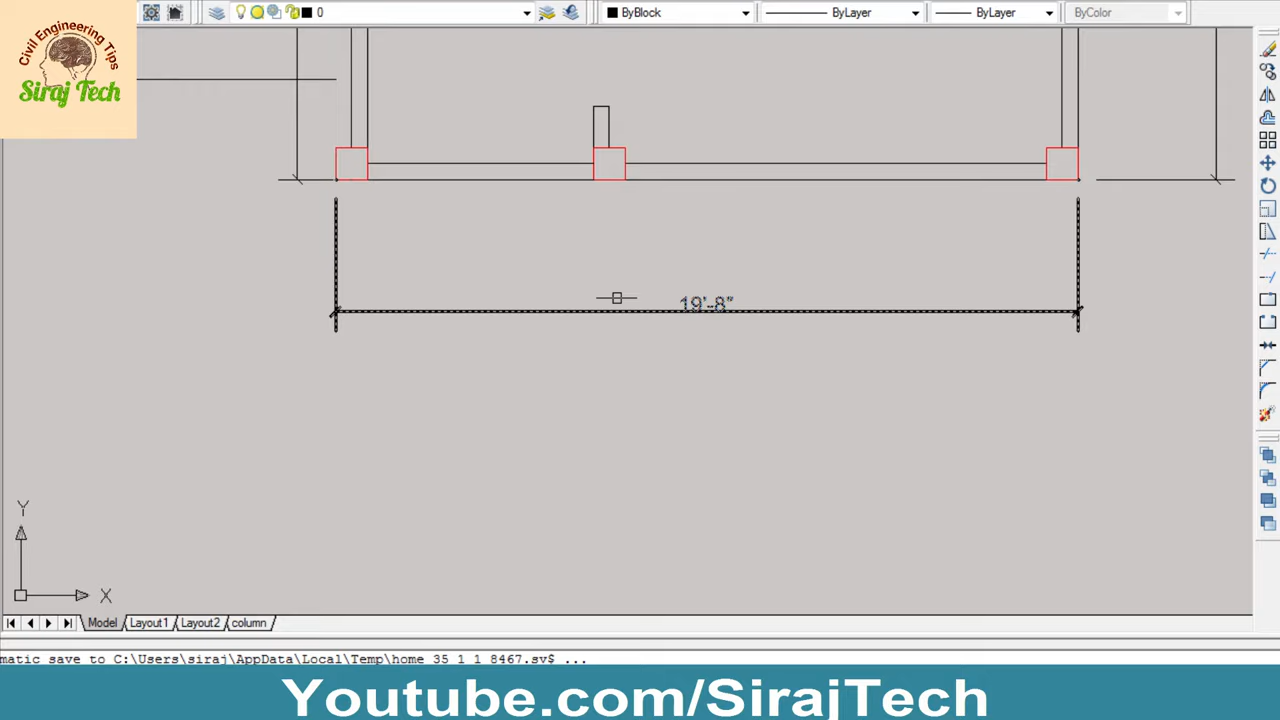 0
ByBlock
ByLayer
ByLayer
ByColor
Civil Engineering Tips
Siraj Tech
19'-8"
Y
X
Model
Layout1
Layout2
column
matic save to C:\Users\siraj\AppData\Local\Temp\home 35 1 1 8467.sv$ ...
Youtube.com/SirajTech